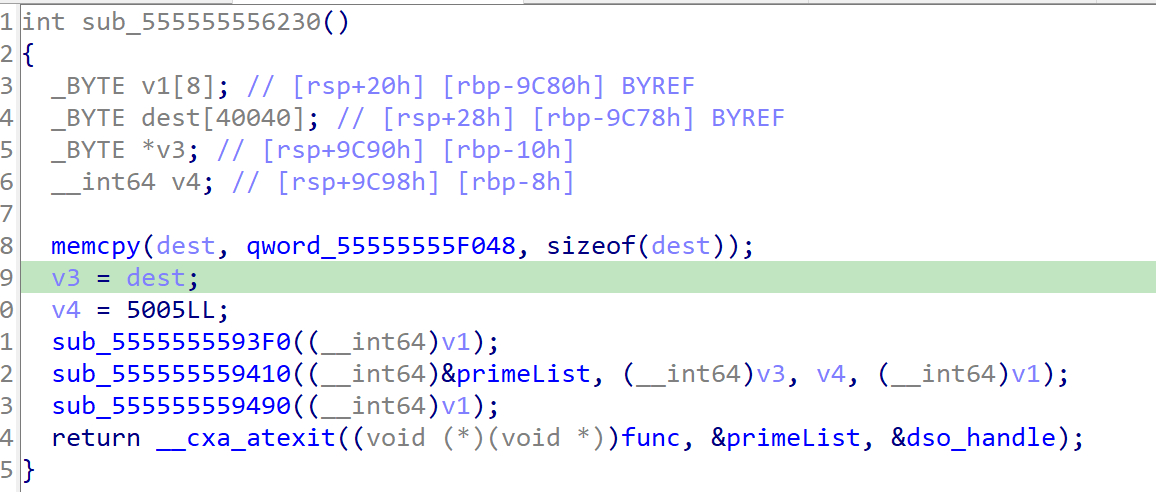 1 int sub_555555556230()
2 {
3   _BYTE v1[8]; // [rsp+20h] [rbp-9C80h] BYREF
4   _BYTE dest[40040]; // [rsp+28h] [rbp-9C78h] BYREF
5   _BYTE *v3; // [rsp+9C90h] [rbp-10h]
6   __int64 v4; // [rsp+9C98h] [rbp-8h]
7
8   memcpy(dest, qword_55555555F048, sizeof(dest));
9   v3 = dest;
0   v4 = 5005LL;
1   sub_5555555593F0((__int64)v1);
2   sub_555555559410((__int64)&primeList, (__int64)v3, v4, (__int64)v1);
3   sub_555555559490((__int64)v1);
4   return __cxa_atexit((void (*)(void *))func, &primeList, &dso_handle);
5 }